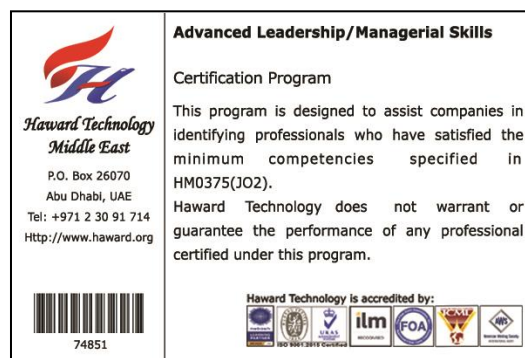 H
Haward Technology
Middle East
P.O. Box 26070
Abu Dhabi, UAE
Tel: +971 2 30 91 714
Http://www.haward.org
74851
Advanced Leadership/Managerial Skills
Certification Program
This program is designed to assist companies in
identifying professionals who have satisfied the
minimum competencies specified in
HM0375(JO2).
Haward Technology does not warrant or
guarantee the performance of any professional
certified under this program.
Haward Technology is accredited by:
UKAS
ilm
FOA
ICML
AWS
ISO 9001:2015 Certified